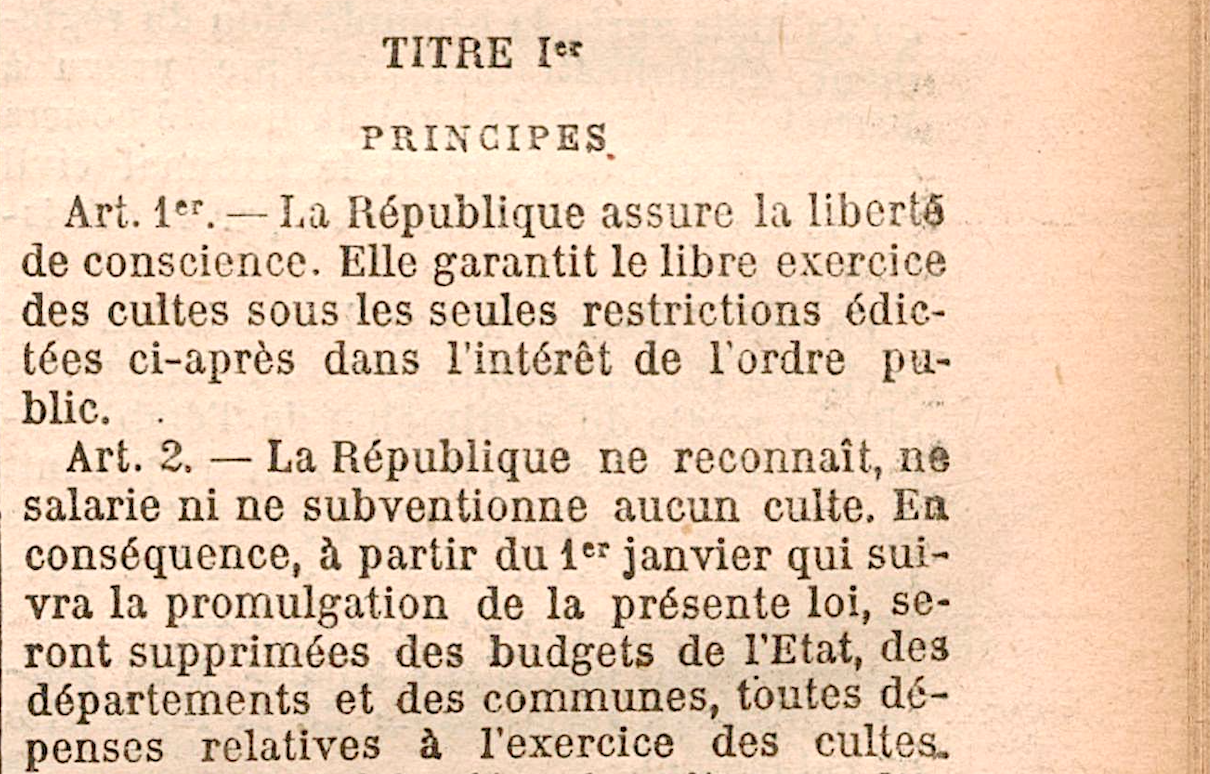 TITRE Ier
PRINCIPES
Art. 1er. — La République assure la liberté
de conscience. Elle garantit le libre exercice
des cultes sous les seules restrictions édic-
tées ci-après dans l'intérêt de l'ordre pu-
blic.
Art. 2. — La République ne reconnaît, ne
salarie ni ne subventionne aucun culte. En
conséquence, à partir du 1er janvier qui sui-
vra la promulgation de la présente loi, se-
ront supprimées des budgets de l'Etat, des
départements et des communes, toutes dé-
penses relatives à l'exercice des cultes.